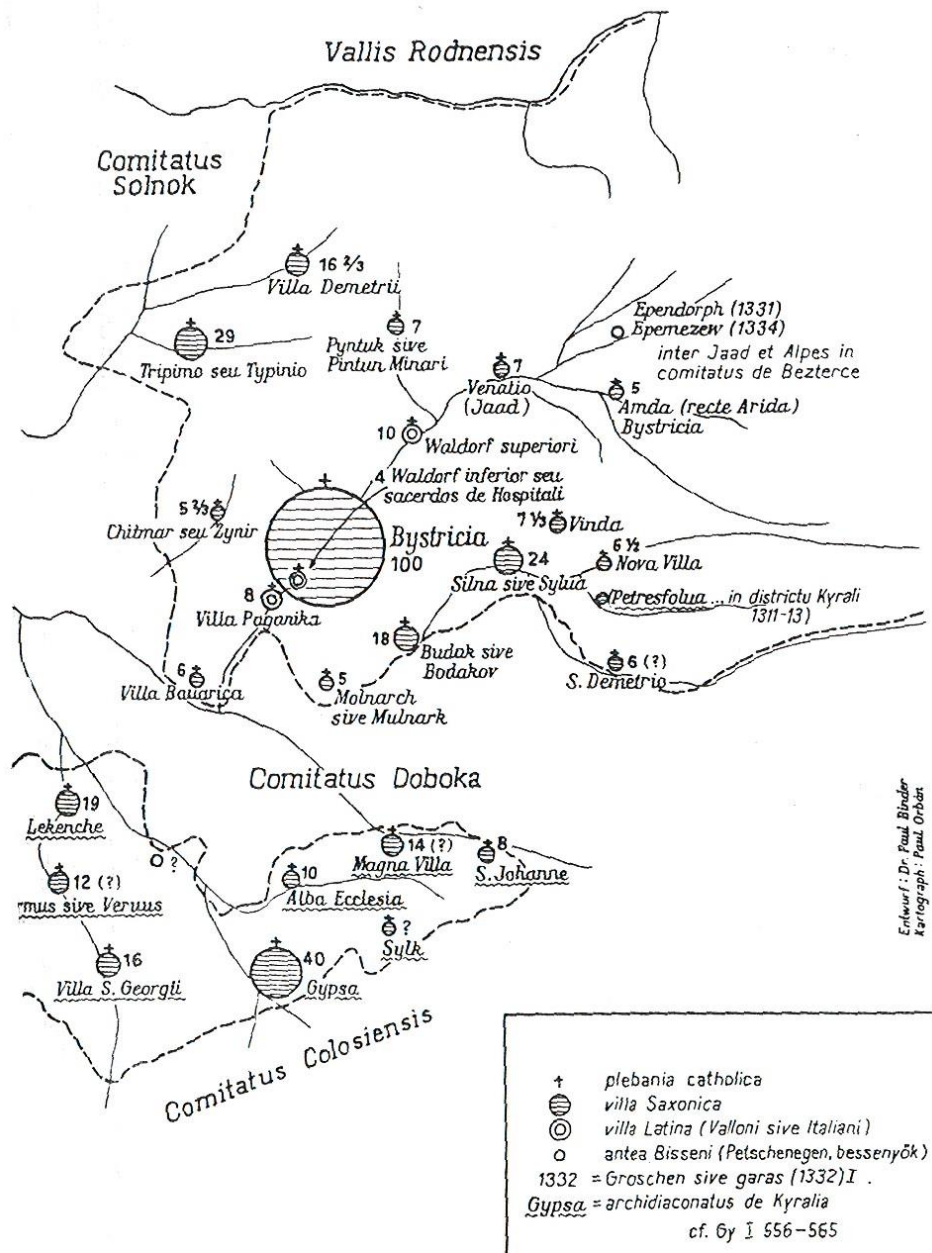 Vallis Rodnensis
Comitatus
Solnok
16 2/3
Villa Demetrii
29
Tripimo seu Typinio
7
Pyntuk sive
Pintun Minari
Ependorph (1331)
Epemezew (1334)
inter Jaad et Alpes in
comitatus de Bezterce
7
Venatio
(Jaad)
5
Amda (recte Arida)
Bystricia
10
Waldorf superiori
4 Waldorf inferior seu
sacerdos de Hospitali
5 2/3
Chitmar seu Zynir
Bystricia
100
7 1/3
Vinda
24
Silna sive Sylvia
6 1/2
Nova Villa
Petresfolua ... in districtu Kyrali
1311-13)
8
Villa Paganika
18
Budak sive
Bodakov
6 (?)
S. Demetrio
6
Villa Bauarica
5
Molnarch
sive Mulnark
Comitatus Doboka
19
Lekenche
?
14 (?)
Magna Villa
8
S. Johanne
12 (?)
rmus sive Veruus
10
Alba Ecclesia
?
Sylk
16
Villa S. Georgii
40
Gypsa
Comitatus Colosiensis
Entwurf : Dr. Paul Binder
Kartograph : Paul Orbán
plebania catholica
villa Saxonica
villa Latina (Valloni sive Italiani)
antea Bisseni (Petschenegen, bessenyők)
1332 = Groschen sive garas (1332) I .
Gypsa = archidiaconatus de Kyralia
cf. Gy I 556-565